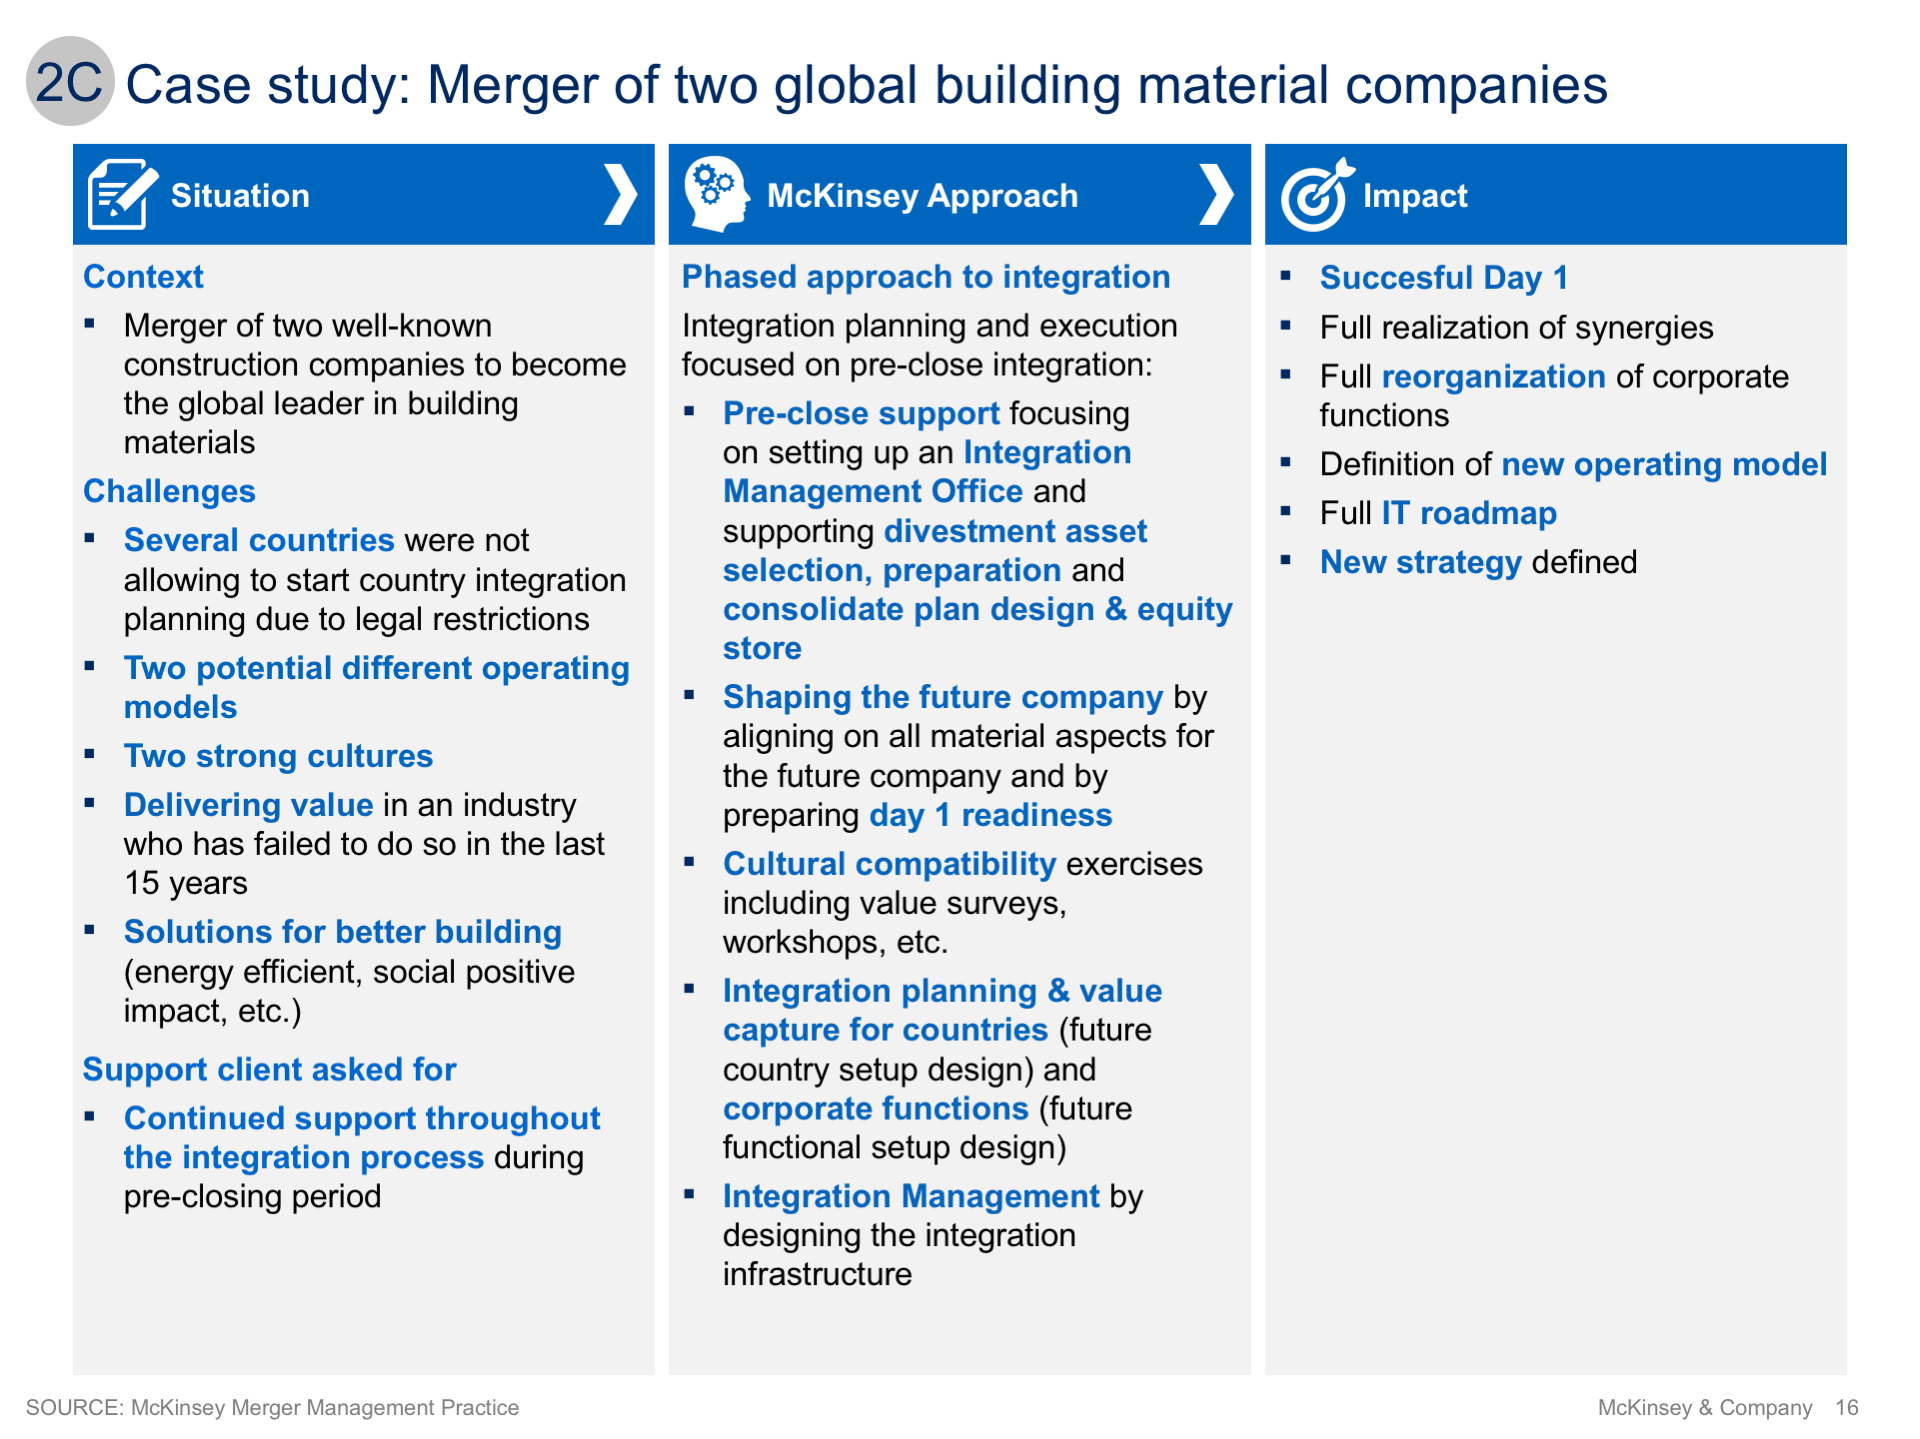 2C Case study: Merger of two global building material companies
Situation
Context
▪ Merger of two well-known
construction companies to become
the global leader in building
materials
Challenges
▪ Several countries were not
allowing to start country integration
planning due to legal restrictions
▪ Two potential different operating
models
▪ Two strong cultures
▪ Delivering value in an industry
who has failed to do so in the last
15 years
▪ Solutions for better building
(energy efficient, social positive
impact, etc.)
Support client asked for
▪ Continued support throughout
the integration process during
pre-closing period
McKinsey Approach
Phased approach to integration
Integration planning and execution
focused on pre-close integration:
▪ Pre-close support focusing
on setting up an Integration
Management Office and
supporting divestment asset
selection, preparation and
consolidate plan design & equity
store
▪ Shaping the future company by
aligning on all material aspects for
the future company and by
preparing day 1 readiness
▪ Cultural compatibility exercises
including value surveys,
workshops, etc.
▪ Integration planning & value
capture for countries (future
country setup design) and
corporate functions (future
functional setup design)
▪ Integration Management by
designing the integration
infrastructure
Impact
▪ Succesful Day 1
▪ Full realization of synergies
▪ Full reorganization of corporate
functions
▪ Definition of new operating model
▪ Full IT roadmap
▪ New strategy defined
SOURCE: McKinsey Merger Management Practice
McKinsey & Company 16